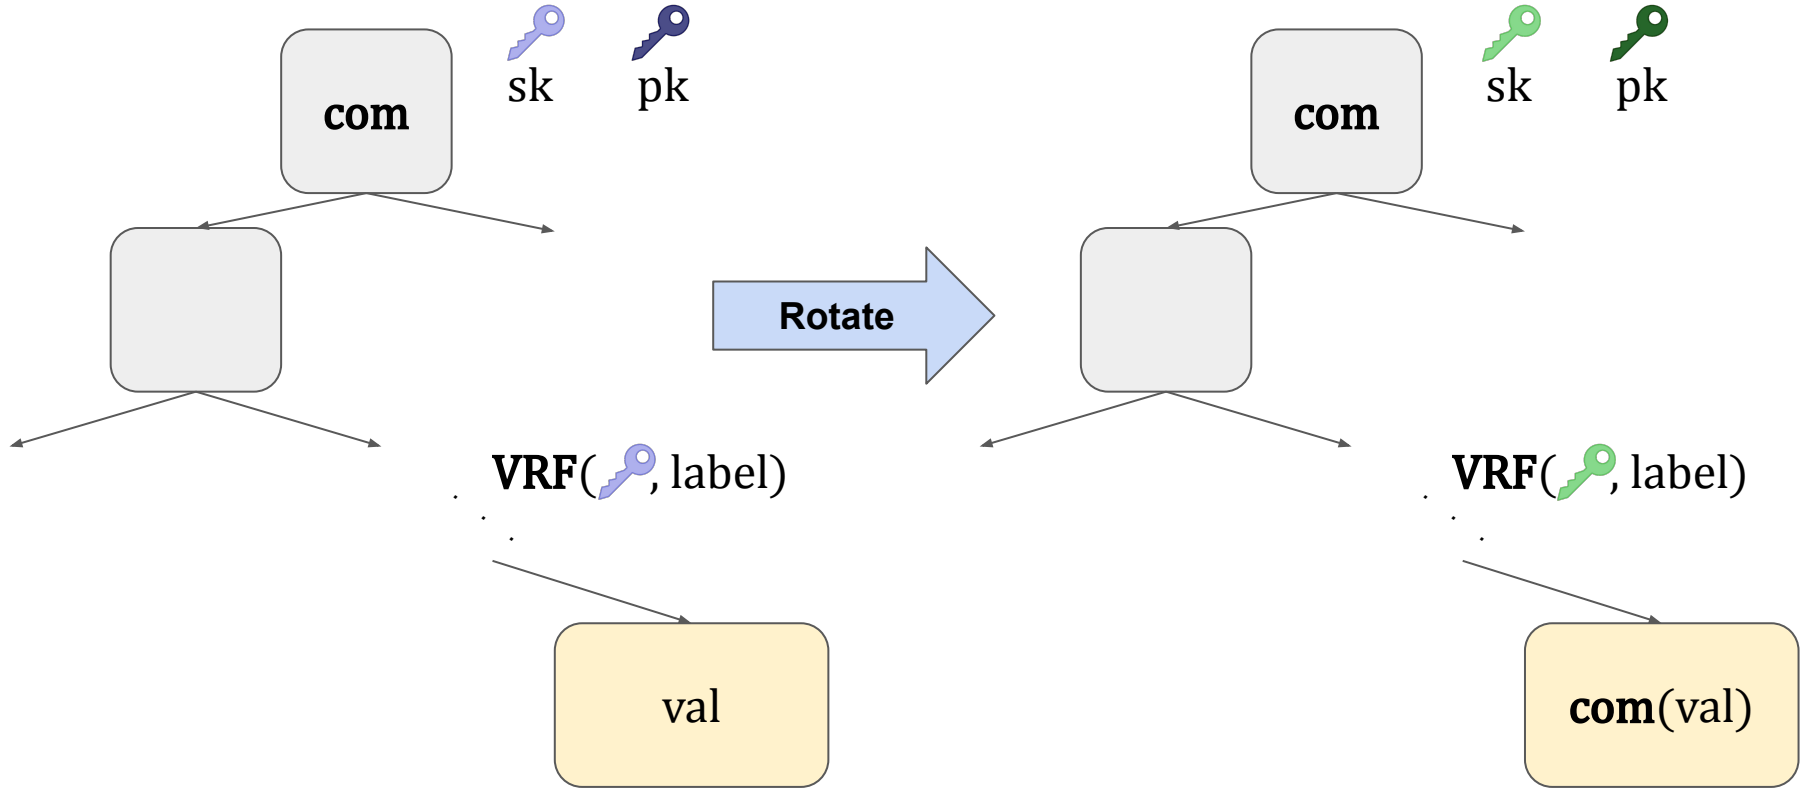 sk pk
com
Rotate
VRF( , label)
val
sk pk
com
VRF( , label)
com(val)